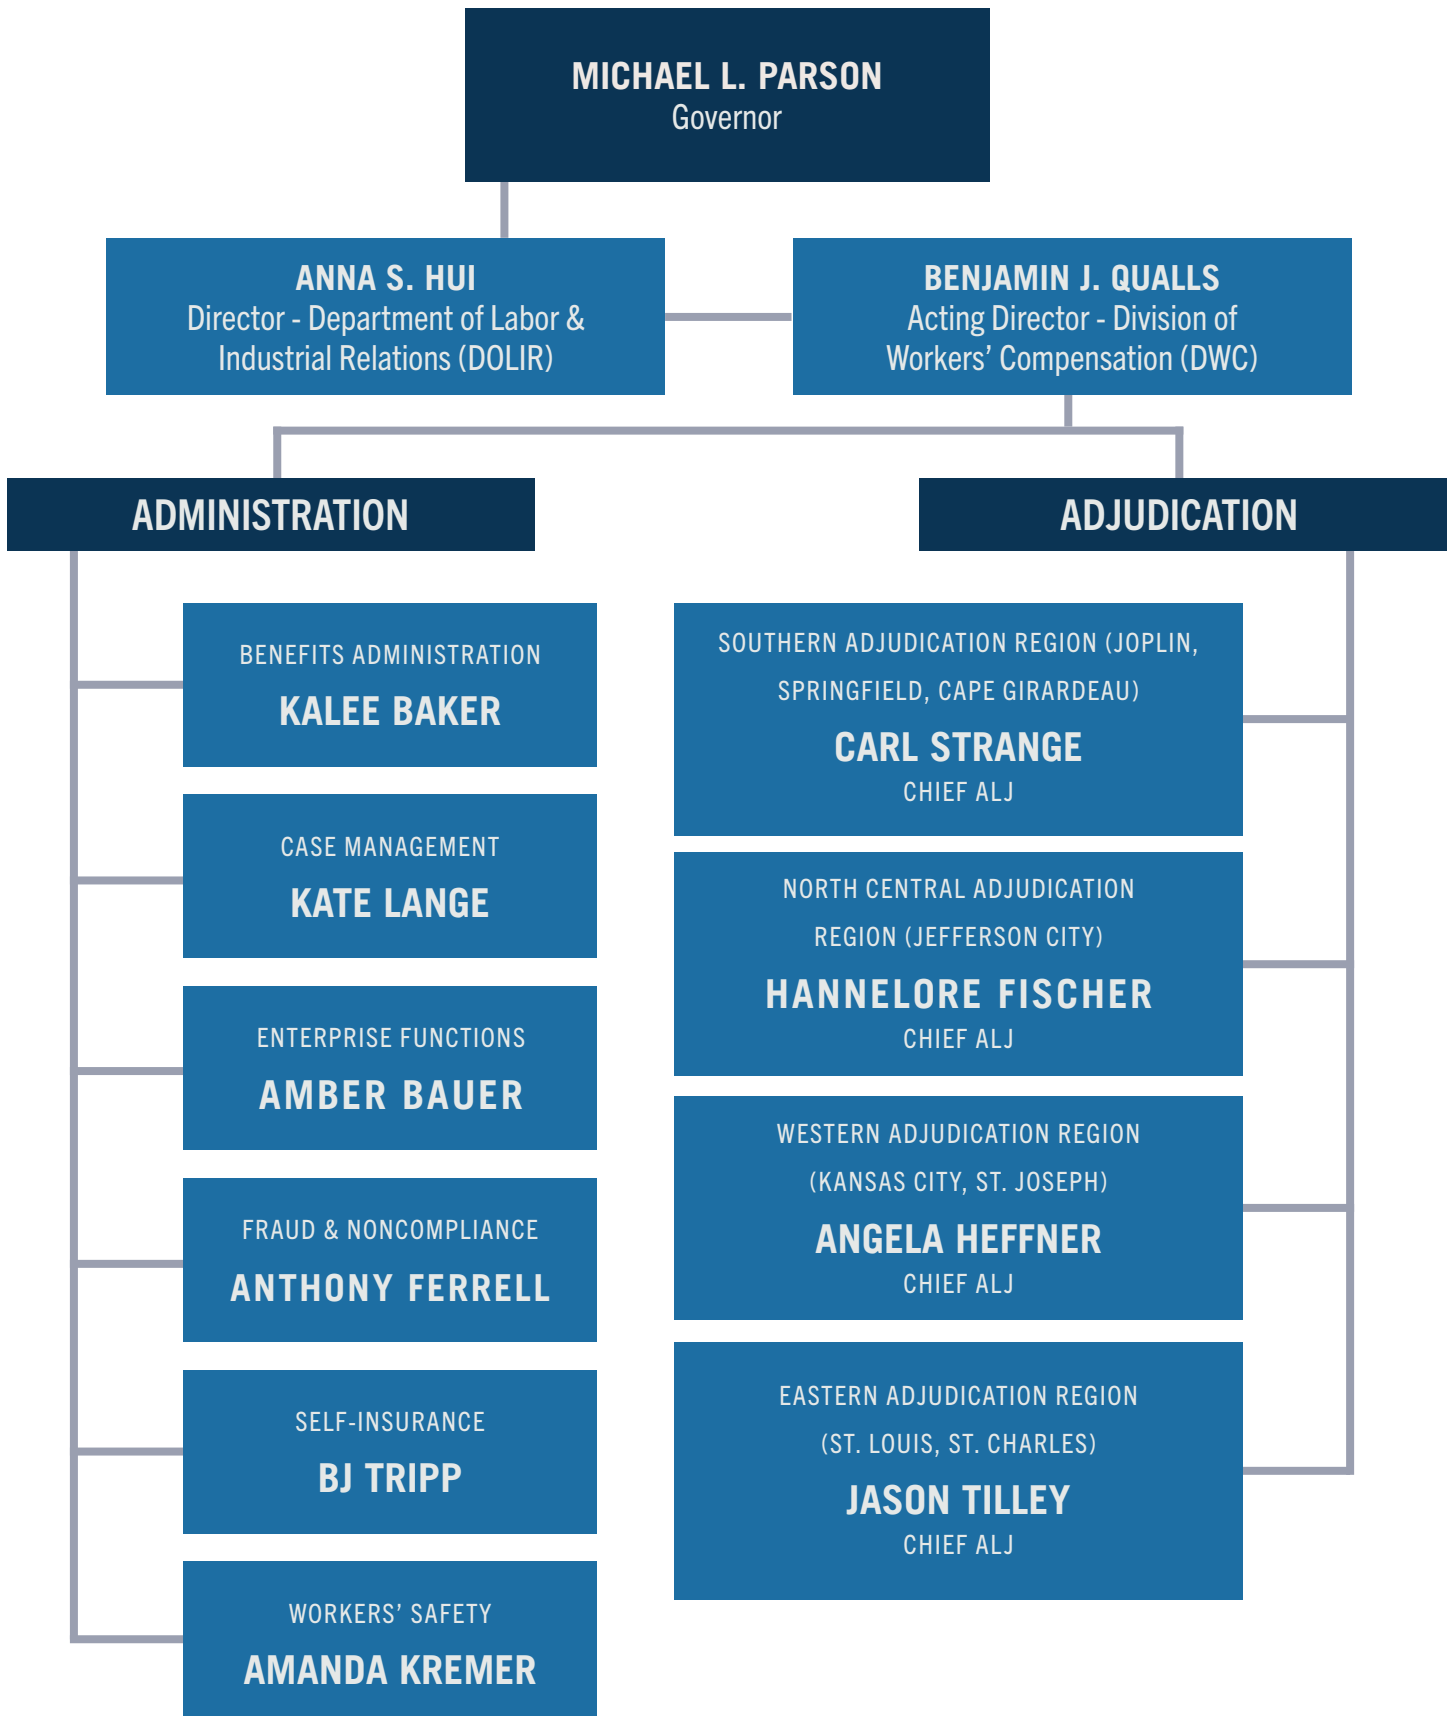 MICHAEL L. PARSON
Governor
ANNA S. HUI
Director - Department of Labor &
Industrial Relations (DOLIR)
BENJAMIN J. QUALLS
Acting Director - Division of
Workers’ Compensation (DWC)
ADMINISTRATION
BENEFITS ADMINISTRATION
KALEE BAKER
CASE MANAGEMENT
KATE LANGE
ENTERPRISE FUNCTIONS
AMBER BAUER
FRAUD & NONCOMPLIANCE
ANTHONY FERRELL
SELF-INSURANCE
BJ TRIPP
WORKERS’ SAFETY
AMANDA KREMER
ADJUDICATION
SOUTHERN ADJUDICATION REGION (JOPLIN,
SPRINGFIELD, CAPE GIRARDEAU)
CARL STRANGE
CHIEF ALJ
NORTH CENTRAL ADJUDICATION
REGION (JEFFERSON CITY)
HANNELORE FISCHER
CHIEF ALJ
WESTERN ADJUDICATION REGION
(KANSAS CITY, ST. JOSEPH)
ANGELA HEFFNER
CHIEF ALJ
EASTERN ADJUDICATION REGION
(ST. LOUIS, ST. CHARLES)
JASON TILLEY
CHIEF ALJ